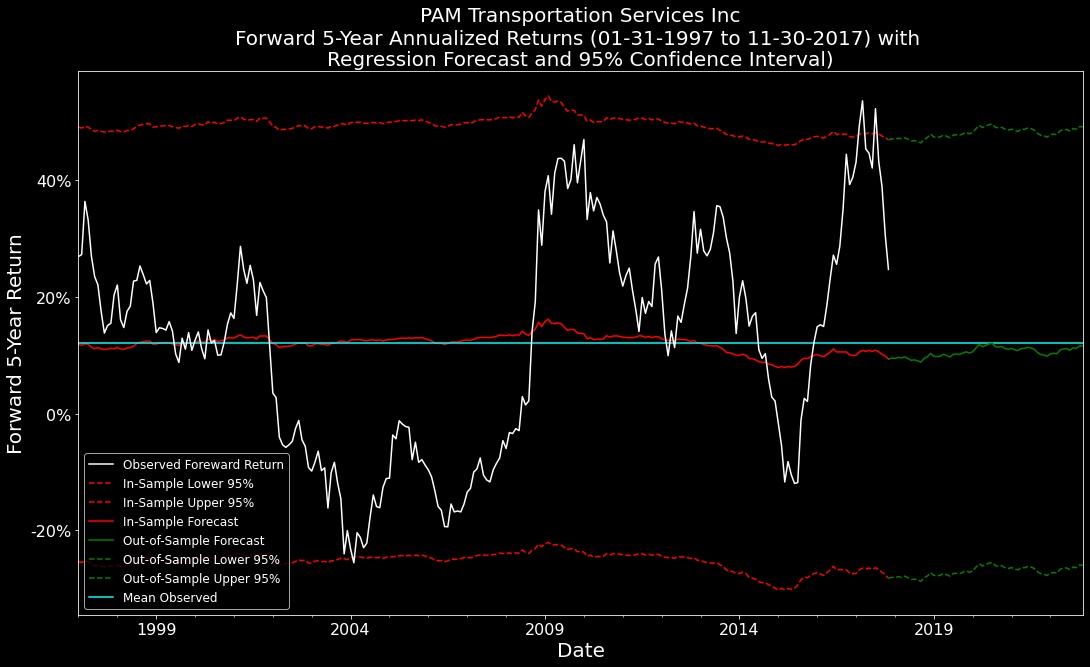 PAM Transportation Services Inc
Forward 5-Year Annualized Returns (01-31-1997 to 11-30-2017) with
Regression Forecast and 95% Confidence Interval)
Forward 5-Year Return
40%
20%
0%
-20%
Observed Foreward Return
In-Sample Lower 95%
In-Sample Upper 95%
In-Sample Forecast
Out-of-Sample Forecast
Out-of-Sample Lower 95%
Out-of-Sample Upper 95%
Mean Observed
1999 2004 2009 2014 2019
Date